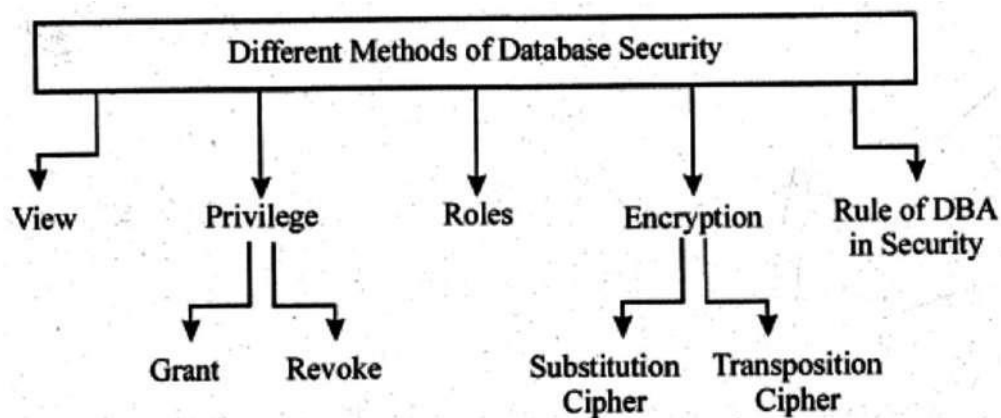 Different Methods of Database Security
View
Privilege
Roles
Encryption
Rule of DBA
in Security
Grant
Revoke
Substitution
Cipher
Transposition
Cipher